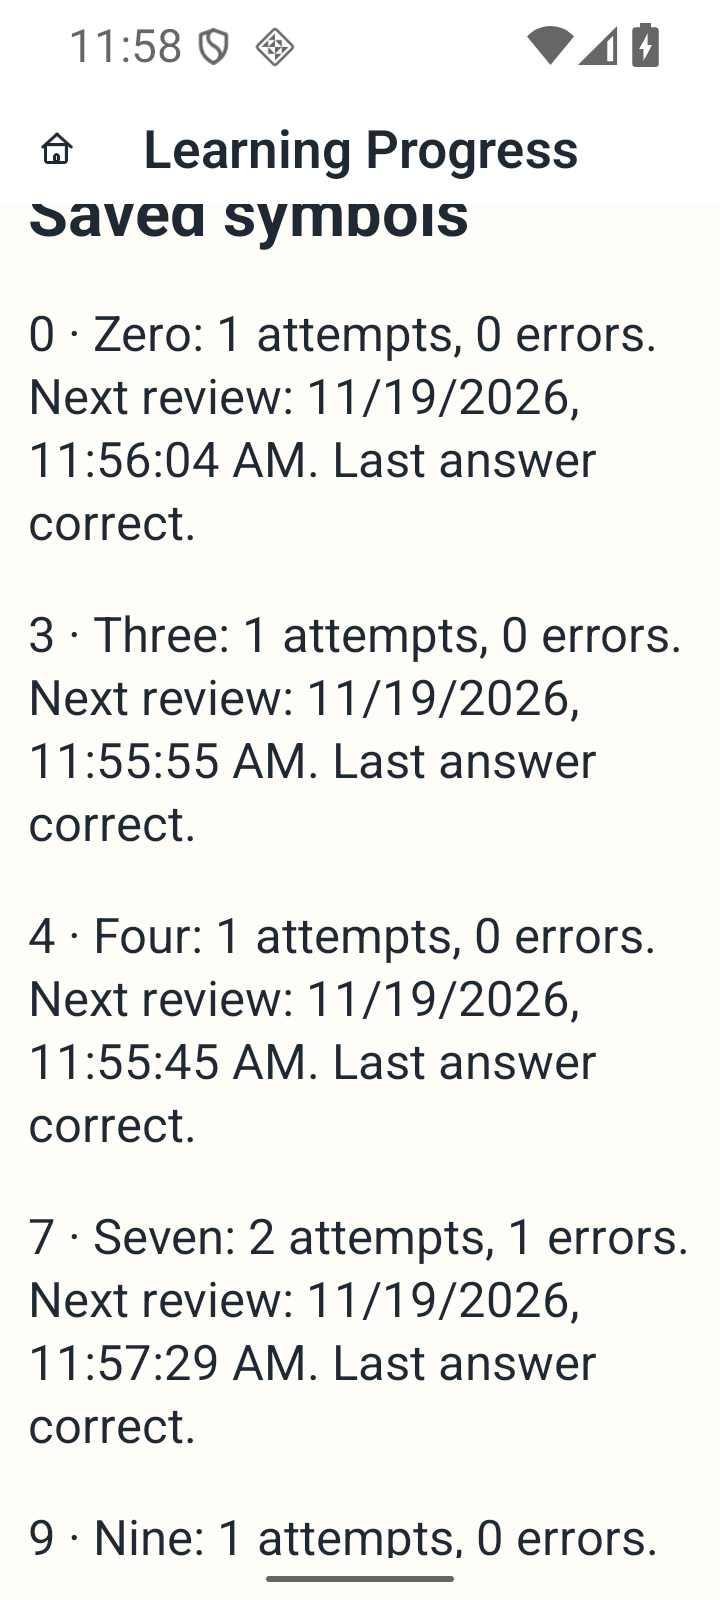 11:58
Learning Progress
Saved symbols
0 · Zero: 1 attempts, 0 errors.
Next review: 11/19/2026,
11:56:04 AM. Last answer
correct.
3 · Three: 1 attempts, 0 errors.
Next review: 11/19/2026,
11:55:55 AM. Last answer
correct.
4 · Four: 1 attempts, 0 errors.
Next review: 11/19/2026,
11:55:45 AM. Last answer
correct.
7 · Seven: 2 attempts, 1 errors.
Next review: 11/19/2026,
11:57:29 AM. Last answer
correct.
9 · Nine: 1 attempts, 0 errors.